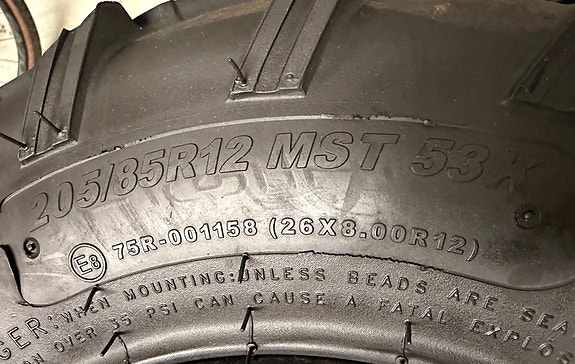 205/85R12 MST 53K
E8 75R-001158 (26X8.00R12)
GER: WHEN MOUNTING: UNLESS BEADS ARE SEA
N OVER 35 PSI CAN CAUSE A FATAL EXPLO